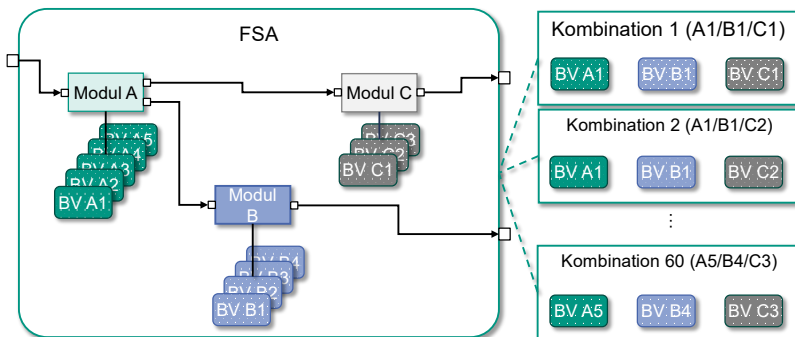 FSA
Modul A
BV A5
BV A4
BV A3
BV A2
BV A1
Modul C
BV C3
BV C2
BV C1
Modul
B
BV B4
BV B3
BV B2
BV B1
Kombination 1 (A1/B1/C1)
BV A1 BV B1 BV C1
Kombination 2 (A1/B1/C2)
BV A1 BV B1 BV C2
⋮
Kombination 60 (A5/B4/C3)
BV A5 BV B4 BV C3